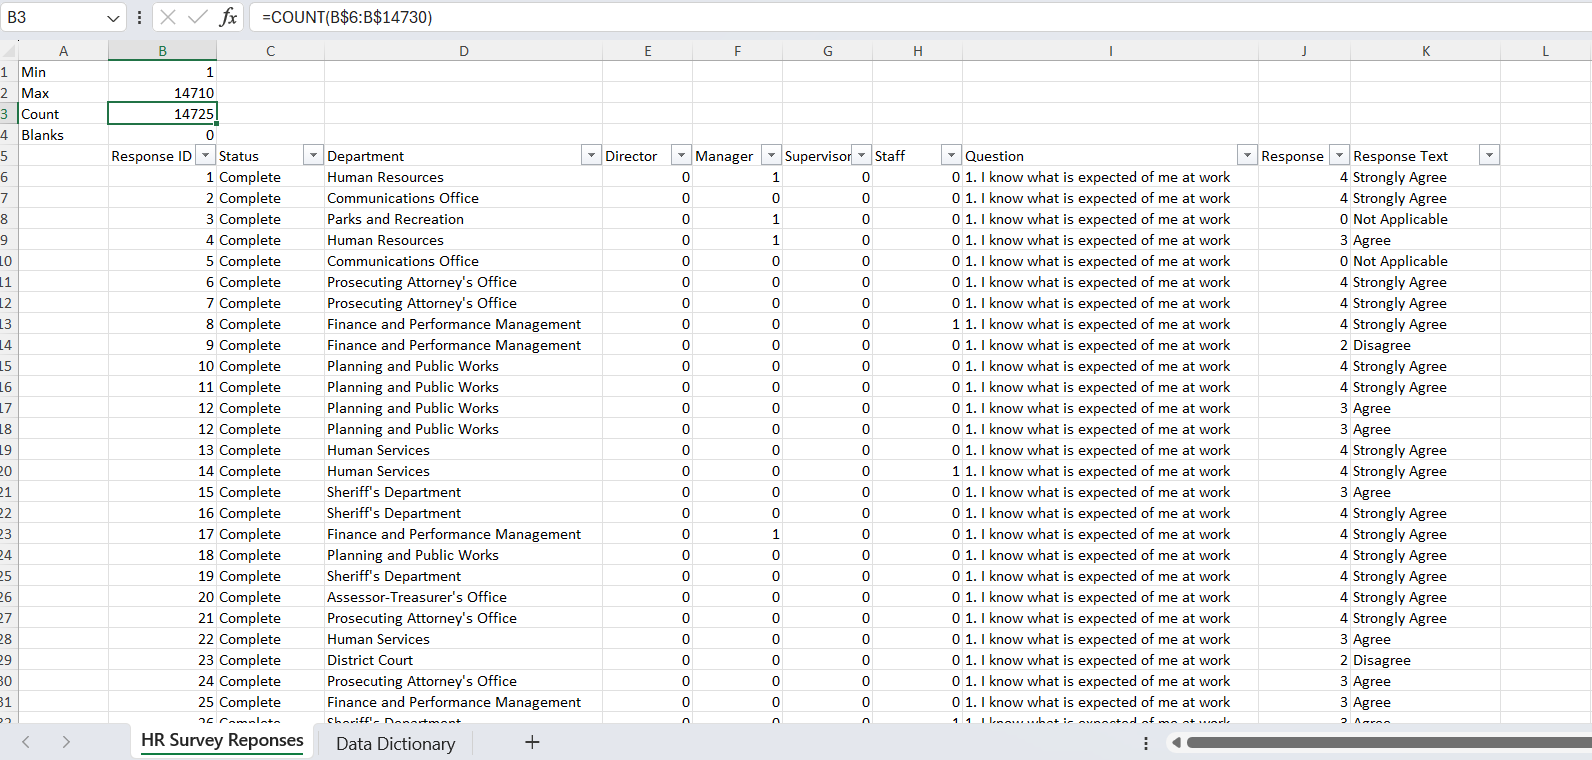 B3 fx =COUNT(B$6:B$14730)
A B C D E F G H I J K L
1 Min 1
2 Max 14710
3 Count 14725
4 Blanks 0
5 Response ID Status Department Director Manager Supervisor Staff Question Response Response Text
6 1 Complete Human Resources 0 1 0 0 1. I know what is expected of me at work 4 Strongly Agree
7 2 Complete Communications Office 0 0 0 0 1. I know what is expected of me at work 4 Strongly Agree
8 3 Complete Parks and Recreation 0 1 0 0 1. I know what is expected of me at work 0 Not Applicable
9 4 Complete Human Resources 0 1 0 0 1. I know what is expected of me at work 3 Agree
10 5 Complete Communications Office 0 0 0 0 1. I know what is expected of me at work 0 Not Applicable
11 6 Complete Prosecuting Attorney's Office 0 0 0 0 1. I know what is expected of me at work 4 Strongly Agree
12 7 Complete Prosecuting Attorney's Office 0 0 0 0 1. I know what is expected of me at work 4 Strongly Agree
13 8 Complete Finance and Performance Management 0 0 0 1 1. I know what is expected of me at work 4 Strongly Agree
14 9 Complete Finance and Performance Management 0 0 0 0 1. I know what is expected of me at work 2 Disagree
15 10 Complete Planning and Public Works 0 0 0 0 1. I know what is expected of me at work 4 Strongly Agree
16 11 Complete Planning and Public Works 0 0 0 0 1. I know what is expected of me at work 4 Strongly Agree
17 12 Complete Planning and Public Works 0 0 0 0 1. I know what is expected of me at work 3 Agree
18 12 Complete Planning and Public Works 0 0 0 0 1. I know what is expected of me at work 3 Agree
19 13 Complete Human Services 0 0 0 0 1. I know what is expected of me at work 4 Strongly Agree
20 14 Complete Human Services 0 0 0 1 1. I know what is expected of me at work 4 Strongly Agree
21 15 Complete Sheriff's Department 0 0 0 0 1. I know what is expected of me at work 3 Agree
22 16 Complete Sheriff's Department 0 0 0 0 1. I know what is expected of me at work 4 Strongly Agree
23 17 Complete Finance and Performance Management 0 1 0 0 1. I know what is expected of me at work 4 Strongly Agree
24 18 Complete Planning and Public Works 0 0 0 0 1. I know what is expected of me at work 4 Strongly Agree
25 19 Complete Sheriff's Department 0 0 0 0 1. I know what is expected of me at work 4 Strongly Agree
26 20 Complete Assessor-Treasurer's Office 0 0 0 0 1. I know what is expected of me at work 4 Strongly Agree
27 21 Complete Prosecuting Attorney's Office 0 0 0 0 1. I know what is expected of me at work 4 Strongly Agree
28 22 Complete Human Services 0 0 0 0 1. I know what is expected of me at work 3 Agree
29 23 Complete District Court 0 0 0 0 1. I know what is expected of me at work 2 Disagree
30 24 Complete Prosecuting Attorney's Office 0 0 0 0 1. I know what is expected of me at work 3 Agree
31 25 Complete Finance and Performance Management 0 0 0 0 1. I know what is expected of me at work 3 Agree
32 26 Complete Sheriff's Department 0 0 0 1 1. I know what is expected of me at work 3 Agree
HR Survey Reponses Data Dictionary